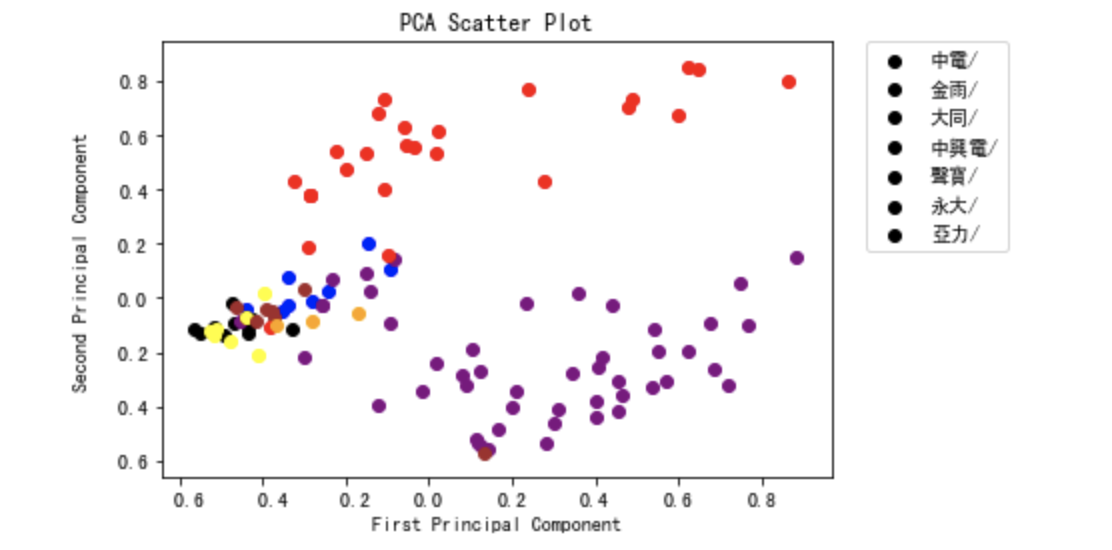 PCA Scatter Plot
Second Principal Component
0.8
0.6
0.4
0.2
0.0
0.2
0.4
0.6
0.6
0.4
0.2
0.0
0.2
0.4
0.6
0.8
First Principal Component
中電/
金雨/
大同/
中興電/
聲寶/
永大/
亞力/